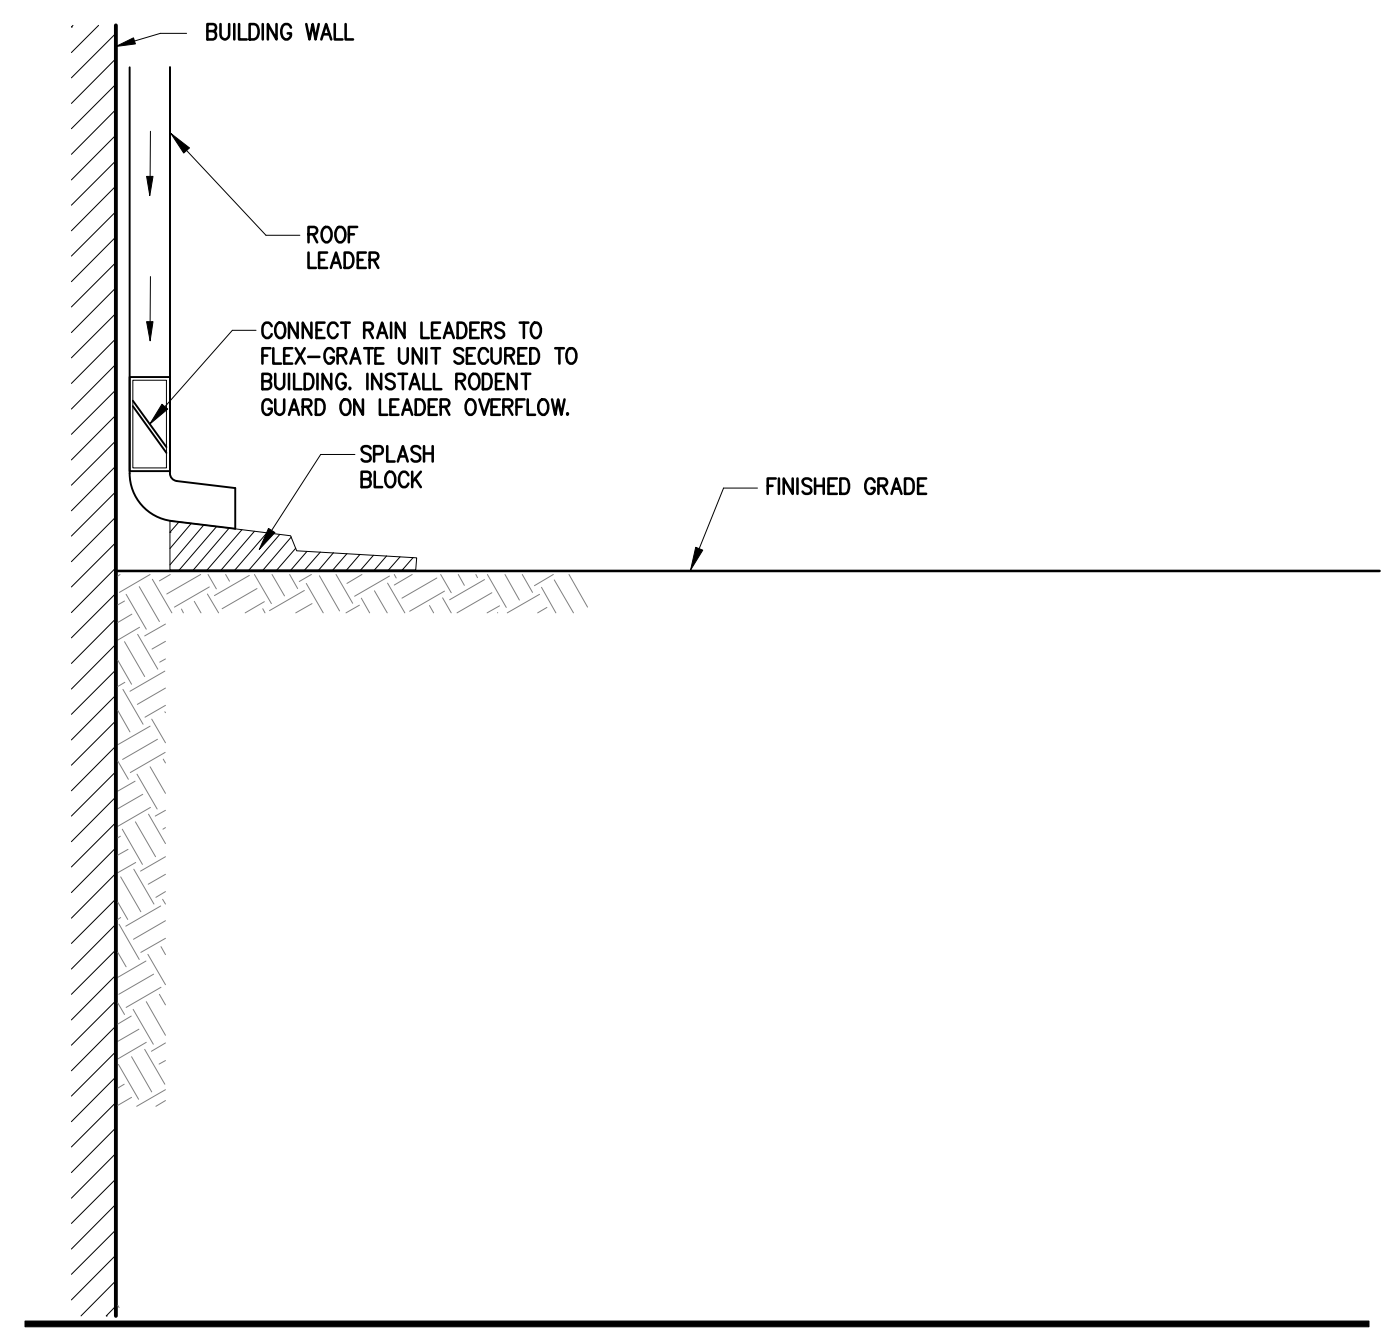 BUILDING WALL
ROOF
LEADER
CONNECT RAIN LEADERS TO
FLEX-GRATE UNIT SECURED TO
BUILDING. INSTALL RODENT
GUARD ON LEADER OVERFLOW.
SPLASH
BLOCK
FINISHED GRADE